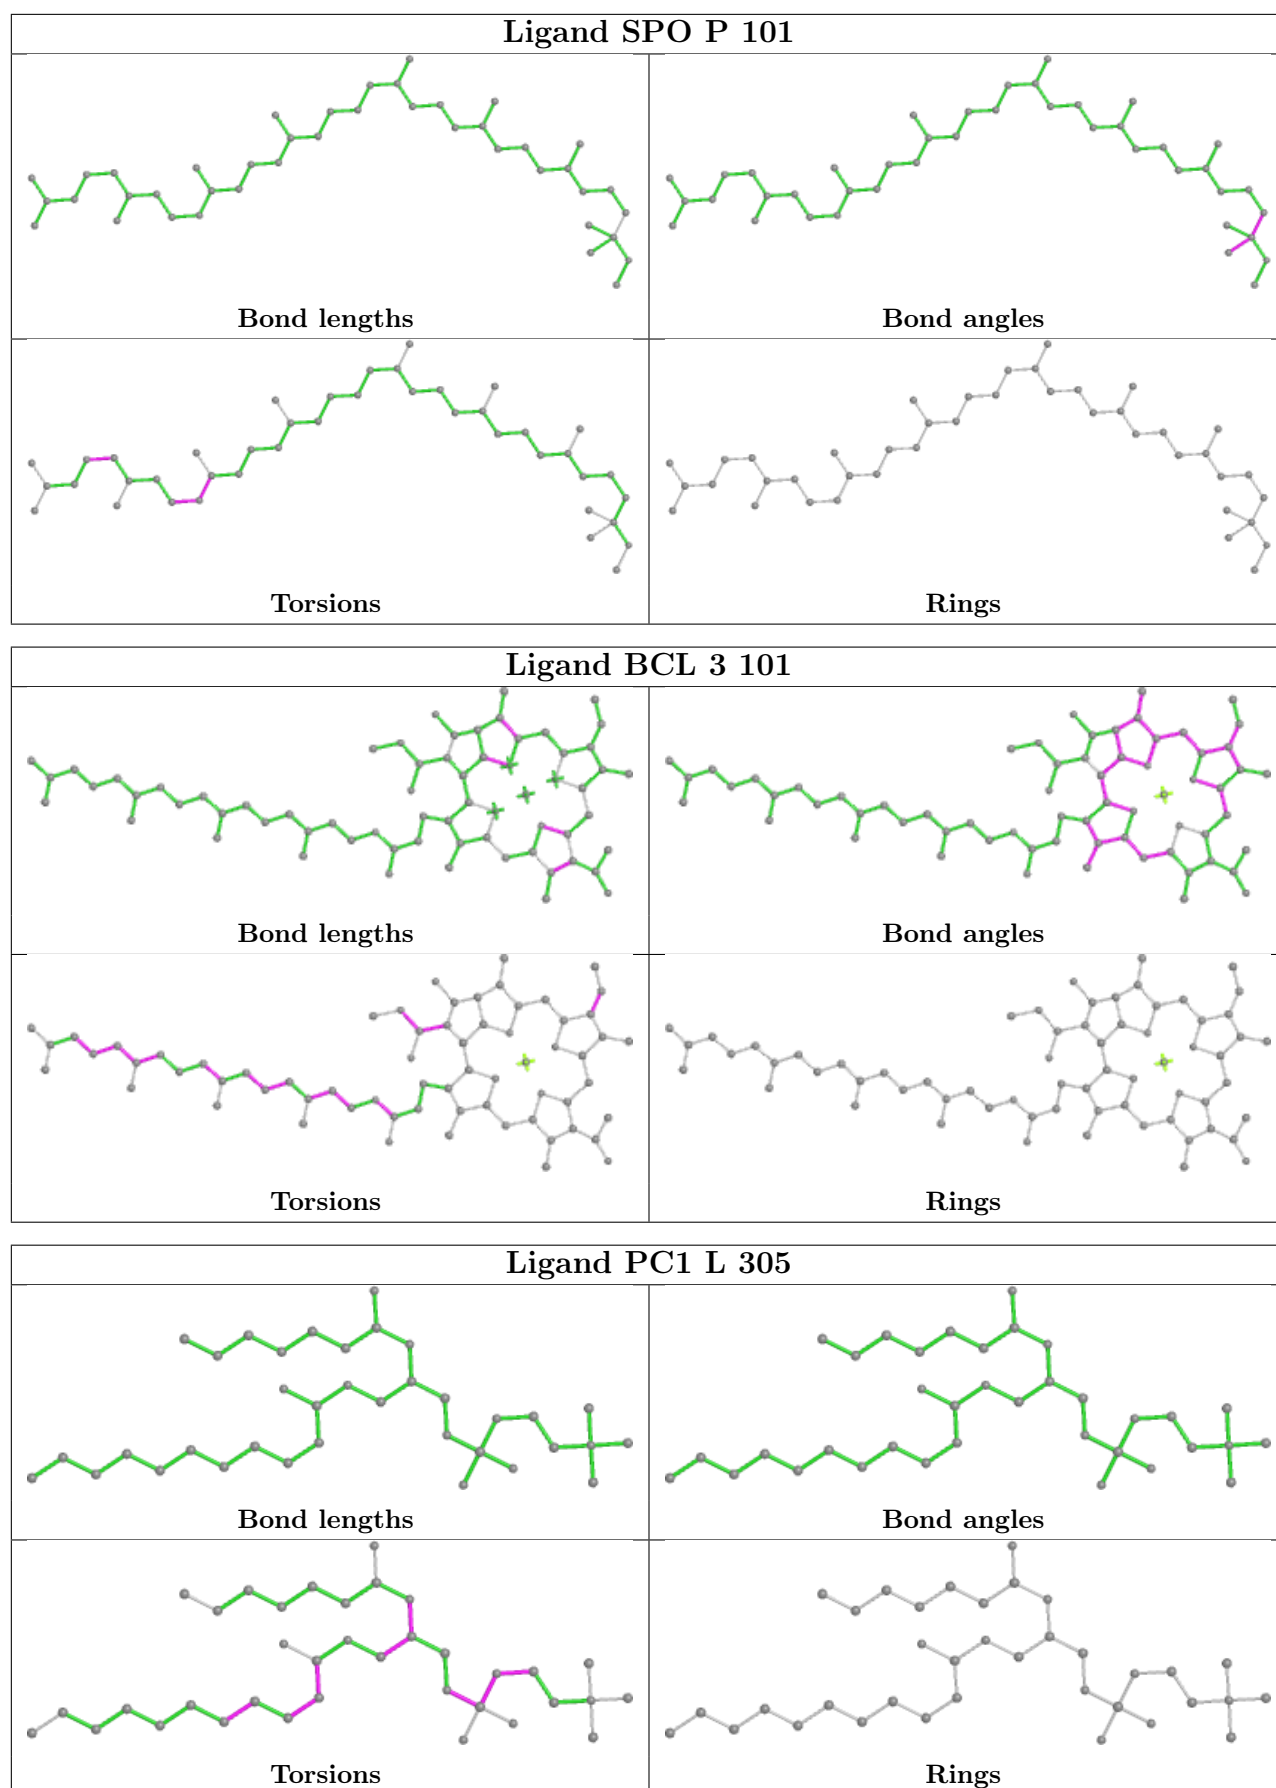 Ligand SPO P 101
Bond lengths
Bond angles
Torsions
Rings
Ligand BCL 3 101
Bond lengths
Bond angles
Torsions
Rings
Ligand PC1 L 305
Bond lengths
Bond angles
Torsions
Rings